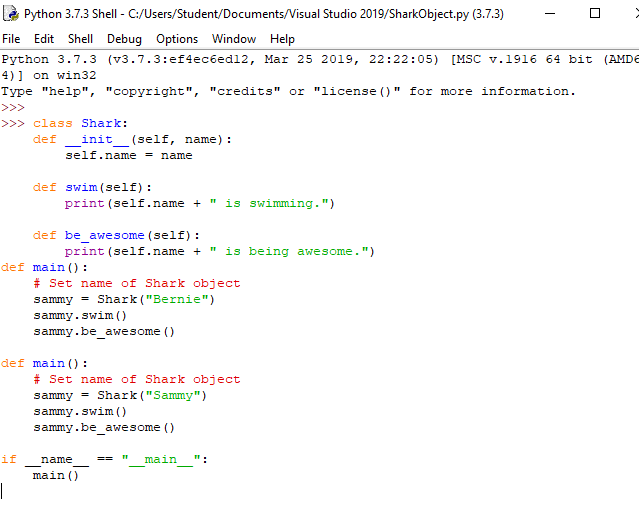 Python 3.7.3 Shell - C:/Users/Student/Documents/Visual Studio 2019/SharkObject.py (3.7.3)
File Edit Shell Debug Options Window Help
Python 3.7.3 (v3.7.3:ef4ec6ed12, Mar 25 2019, 22:22:05) [MSC v.1916 64 bit (AMD6
4)] on win32
Type "help", "copyright", "credits" or "license()" for more information.
>>>
>>> class Shark:
    def __init__(self, name):
        self.name = name

    def swim(self):
        print(self.name + " is swimming.")

    def be_awesome(self):
        print(self.name + " is being awesome.")
def main():
    # Set name of Shark object
    sammy = Shark("Bernie")
    sammy.swim()
    sammy.be_awesome()

def main():
    # Set name of Shark object
    sammy = Shark("Sammy")
    sammy.swim()
    sammy.be_awesome()

if __name__ == "__main__":
    main()